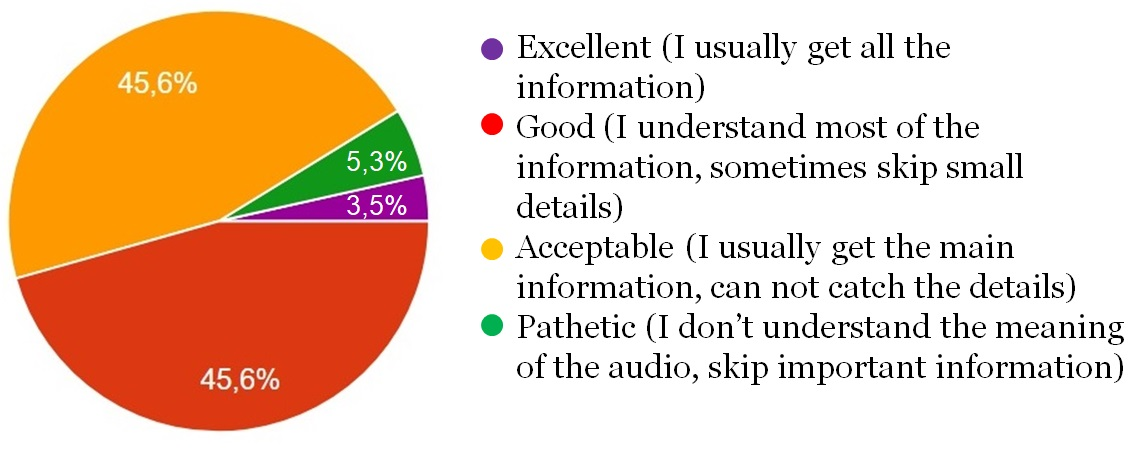 45,6%
5,3%
3,5%
45,6%
Excellent (I usually get all the
information)
Good (I understand most of the
information, sometimes skip small
details)
Acceptable (I usually get the main
information, can not catch the details)
Pathetic (I don’t understand the meaning
of the audio, skip important information)